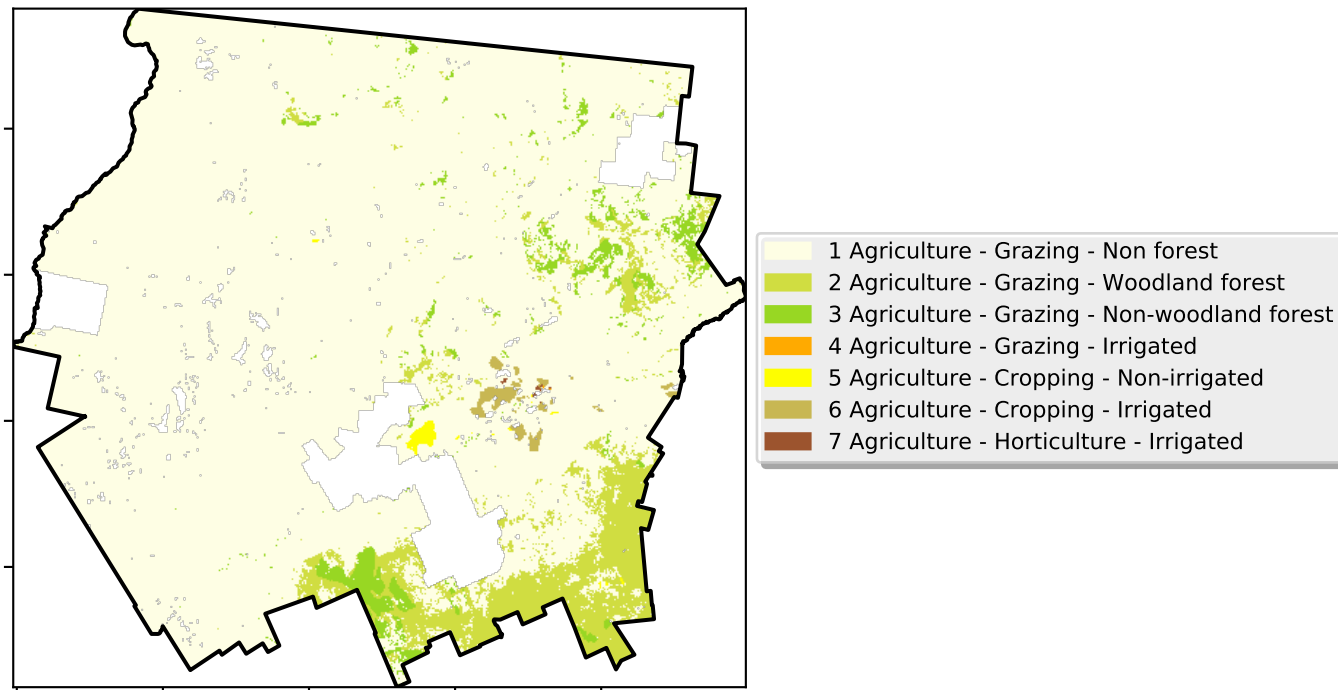 1 Agriculture - Grazing - Non forest
2 Agriculture - Grazing - Woodland forest
3 Agriculture - Grazing - Non-woodland forest
4 Agriculture - Grazing - Irrigated
5 Agriculture - Cropping - Non-irrigated
6 Agriculture - Cropping - Irrigated
7 Agriculture - Horticulture - Irrigated